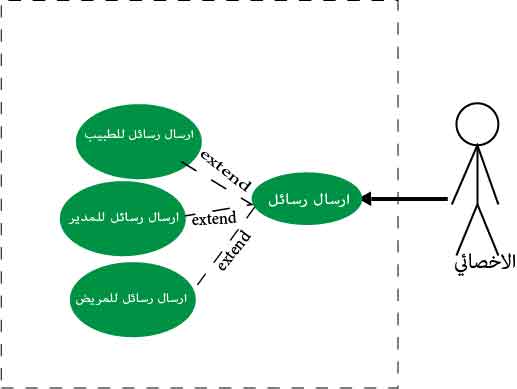 ارسال رسائل للطبيب
extend
ارسال رسائل
ارسال رسائل للمدير
extend
extend
ارسال رسائل للمريض
الاخصائي